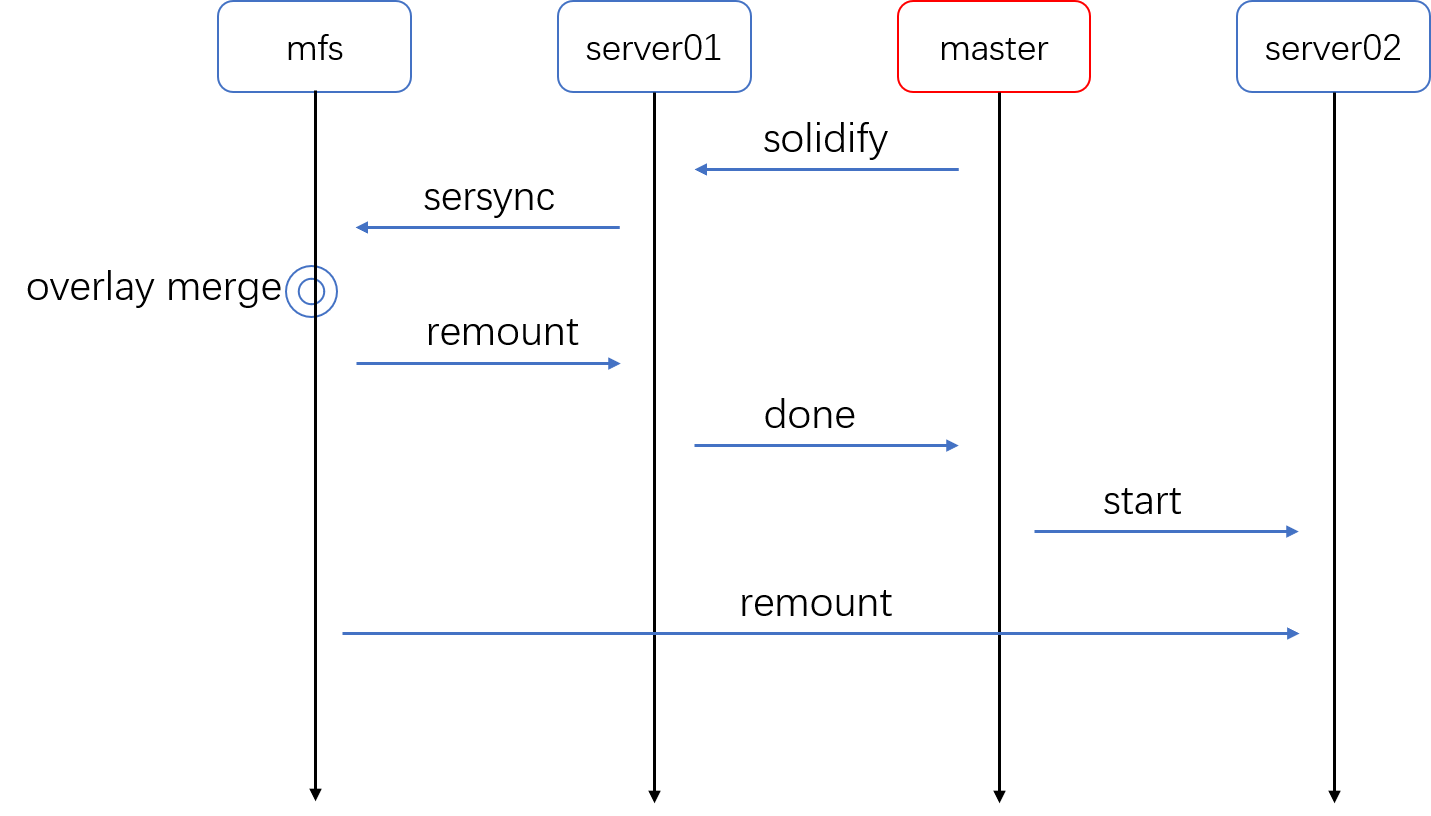 mfs
server01
master
server02
solidify
sersync
overlay merge
remount
done
start
remount